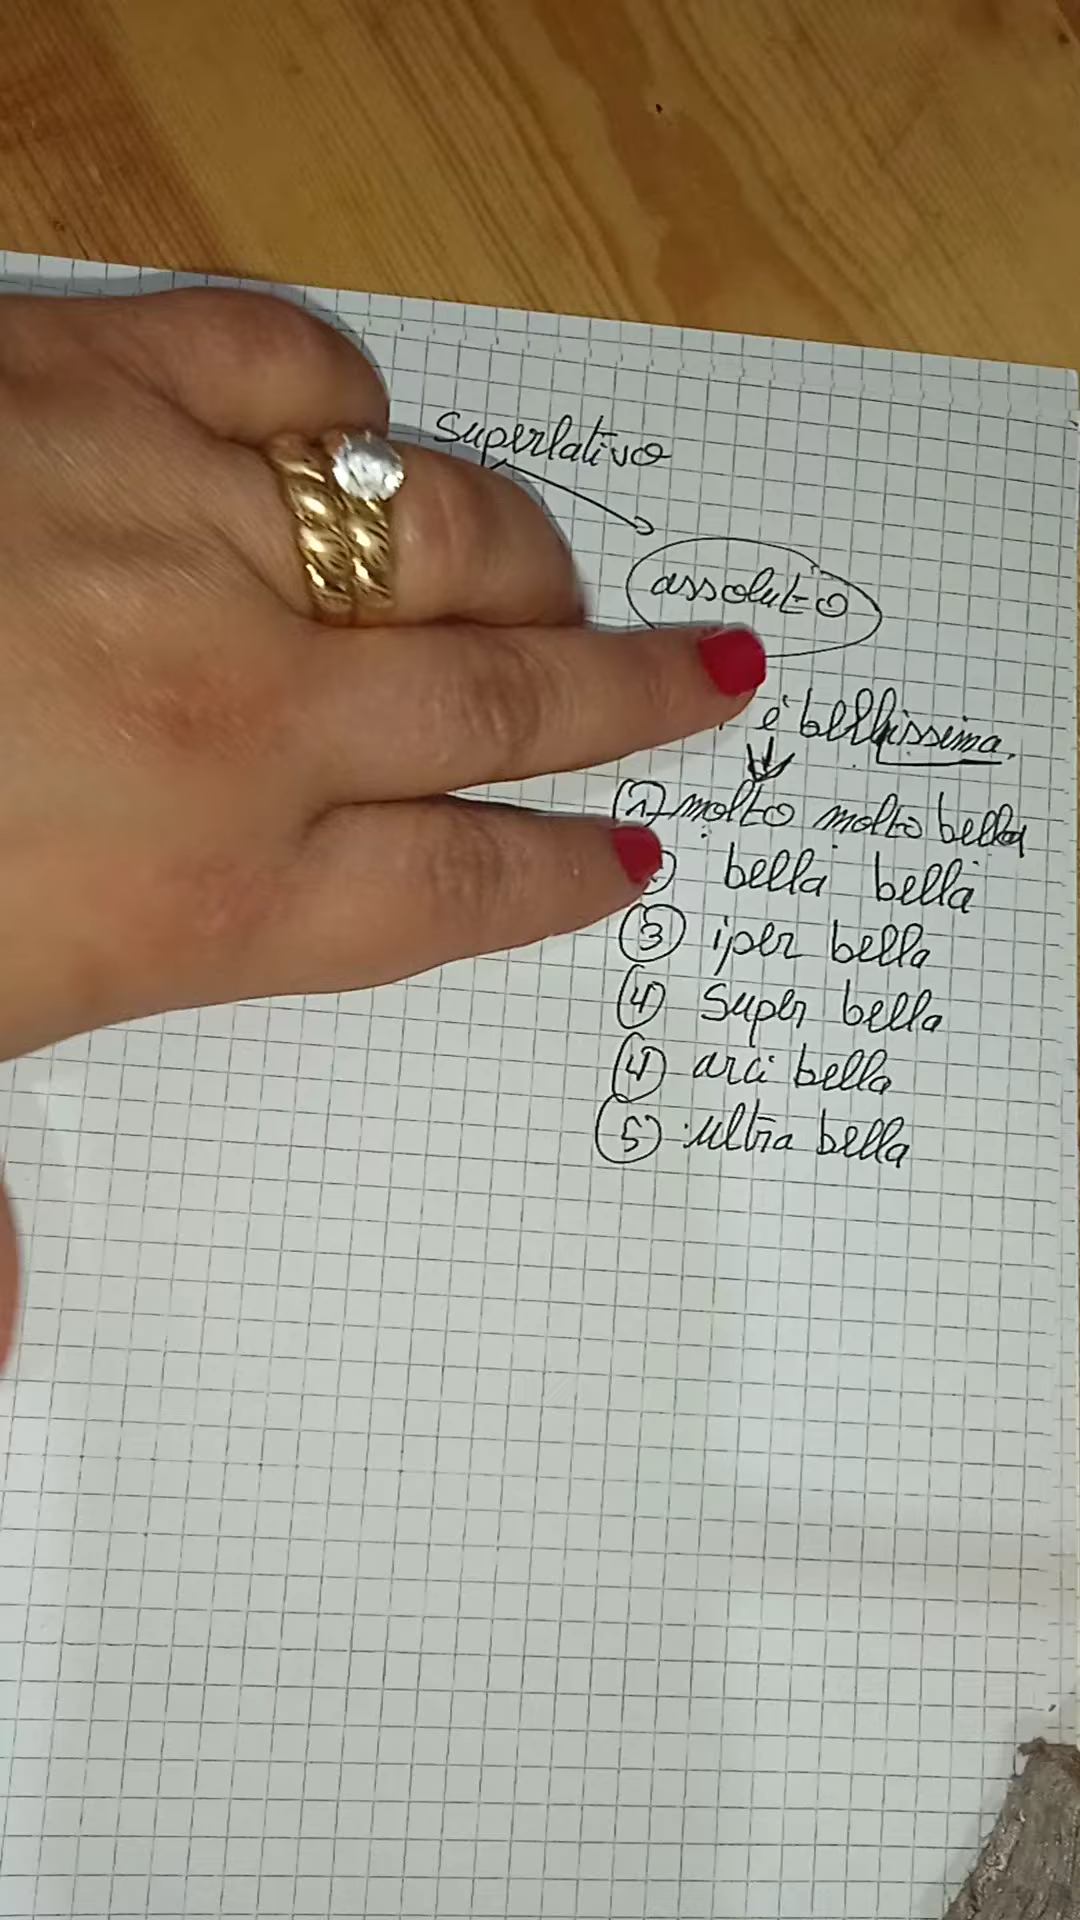 Superlativo
assoluto
è bellissima.
(1) molto molto bella
bella bella
(3) iper bella
(4) super bella
(4) arci bella
(5) ultra bella